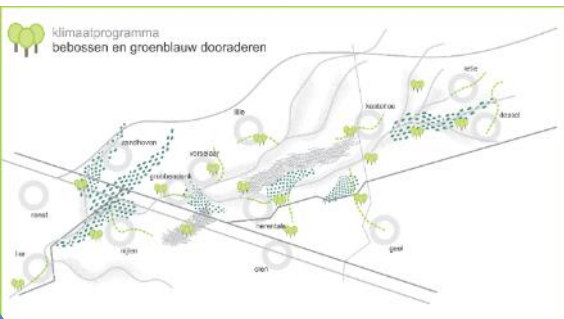 klimaatprogramma
bebossen en groenblauw dooraderen
retie
kasterlee
dessel
lille
zandhoven
vorselaar
grobbendonk
ranst
herentals
nijlen
geel
lier
olen